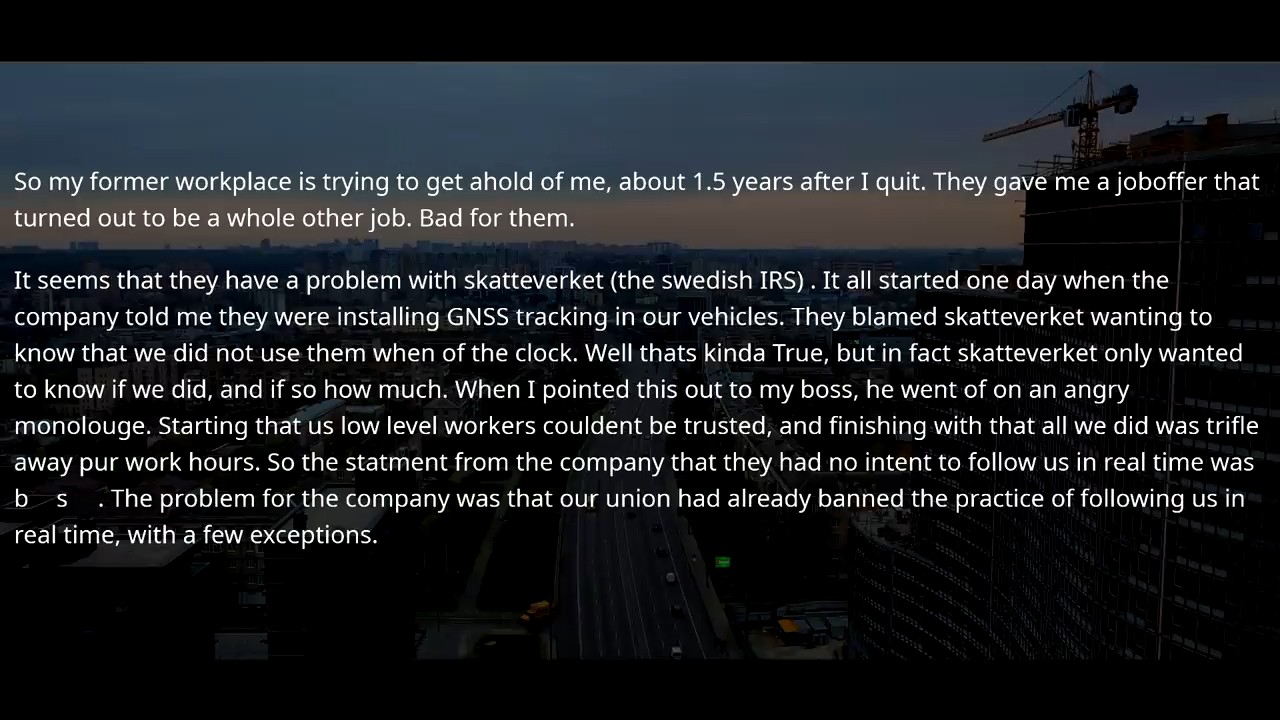 So my former workplace is trying to get ahold of me, about 1.5 years after I quit. They gave me a joboffer that
turned out to be a whole other job. Bad for them.
It seems that they have a problem with skatteverket (the swedish IRS) . It all started one day when the
company told me they were installing GNSS tracking in our vehicles. They blamed skatteverket wanting to
know that we did not use them when of the clock. Well thats kinda True, but in fact skatteverket only wanted
to know if we did, and if so how much. When I pointed this out to my boss, he went of on an angry
monolouge. Starting that us low level workers couldent be trusted, and finishing with that all we did was trifle
away pur work hours. So the statment from the company that they had no intent to follow us in real time was
b s . The problem for the company was that our union had already banned the practice of following us in
real time, with a few exceptions.